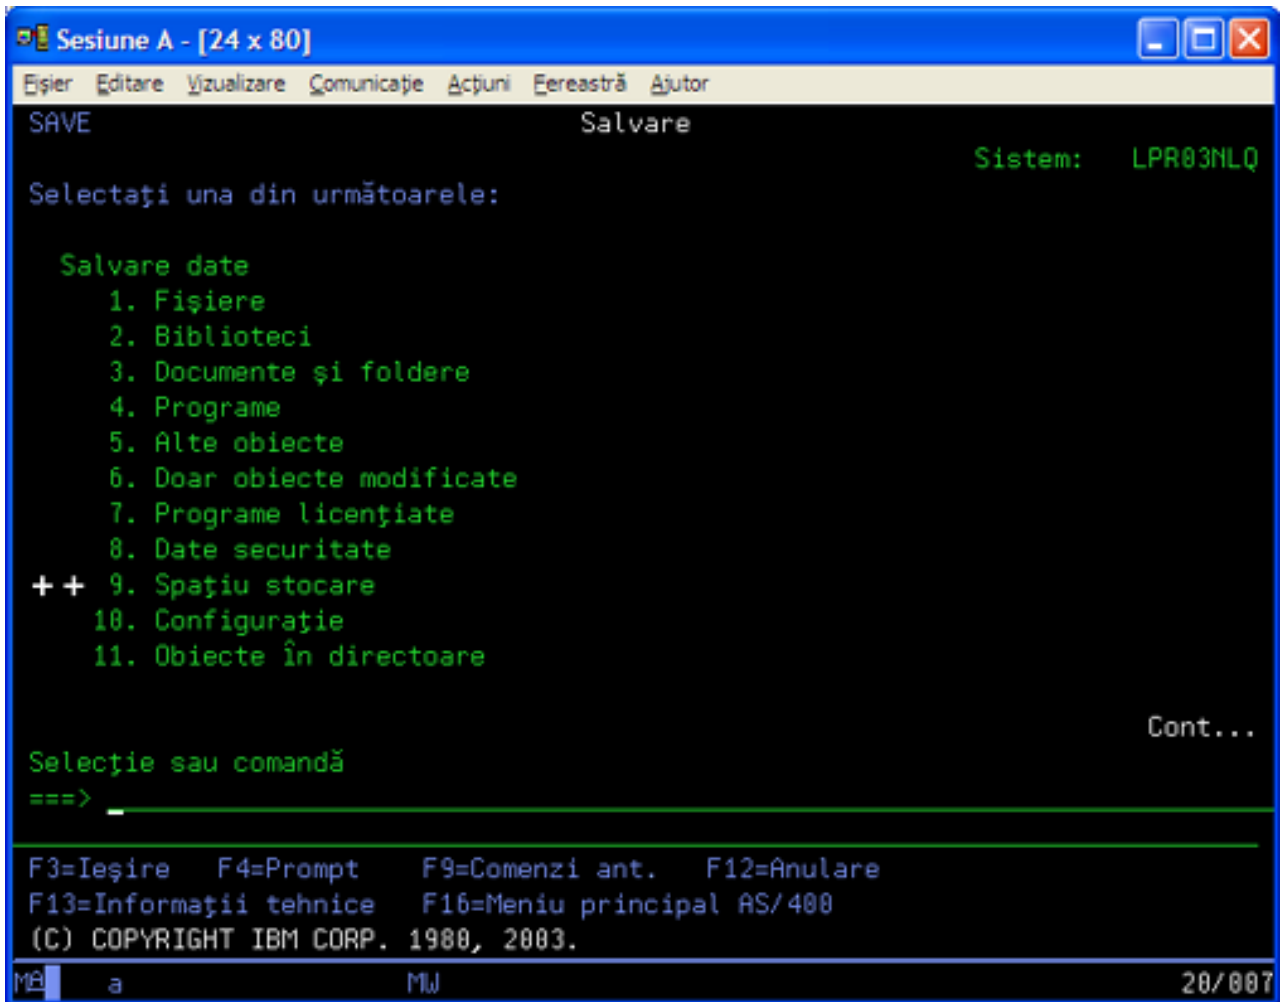 Sesiune A - [24 x 80]
Fişier Editare Vizualizare Comunicaţie Acţiuni Fereastră Ajutor
SAVE Salvare
Sistem: LPR03NLQ
Selectaţi una din următoarele:
Salvare date
1. Fişiere
2. Biblioteci
3. Documente şi foldere
4. Programe
5. Alte obiecte
6. Doar obiecte modificate
7. Programe licenţiate
8. Date securitate
++ 9. Spaţiu stocare
10. Configuraţie
11. Obiecte în directoare
Cont...
Selecţie sau comandă
===>
F3=Ieşire F4=Prompt F9=Comenzi ant. F12=Anulare
F13=Informaţii tehnice F16=Meniu principal AS/400
(C) COPYRIGHT IBM CORP. 1980, 2003.
MA a MW 20/007